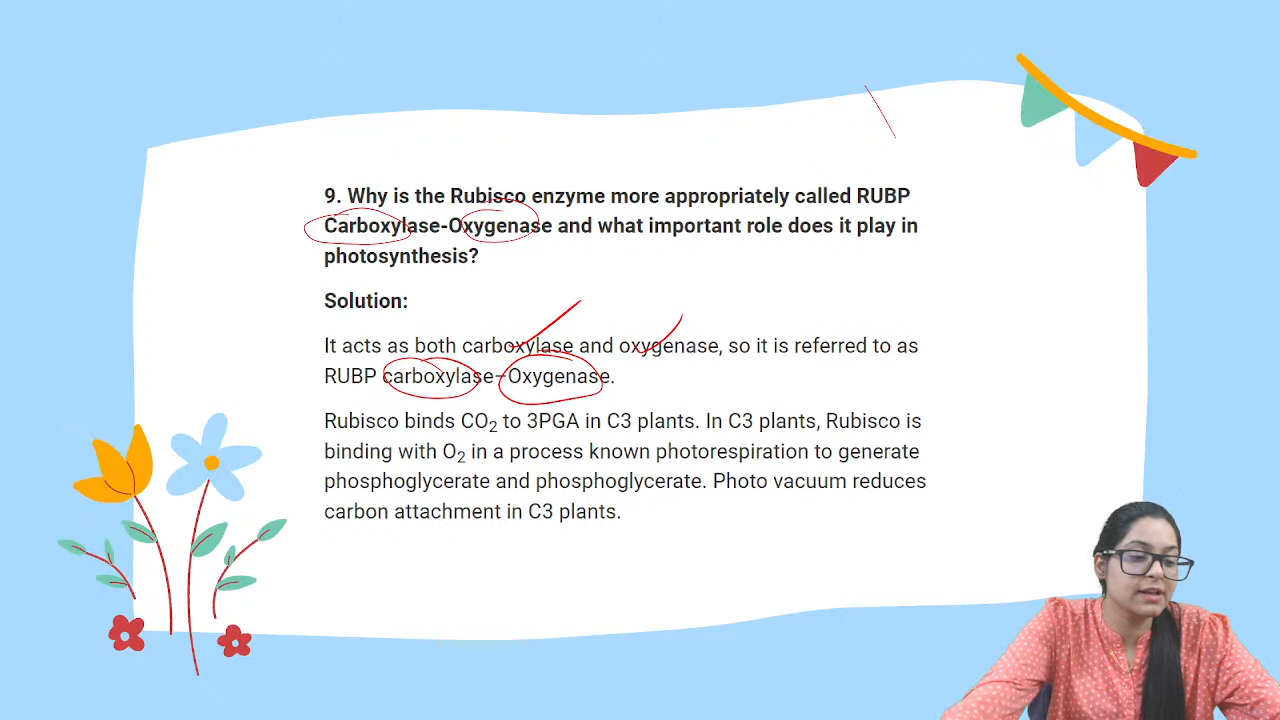 9. Why is the Rubisco enzyme more appropriately called RUBP
Carboxylase-Oxygenase and what important role does it play in
photosynthesis?
Solution:
It acts as both carboxylase and oxygenase, so it is referred to as
RUBP carboxylase–Oxygenase.
Rubisco binds CO₂ to 3PGA in C3 plants. In C3 plants, Rubisco is
binding with O₂ in a process known photorespiration to generate
phosphoglycerate and phosphoglycerate. Photo vacuum reduces
carbon attachment in C3 plants.